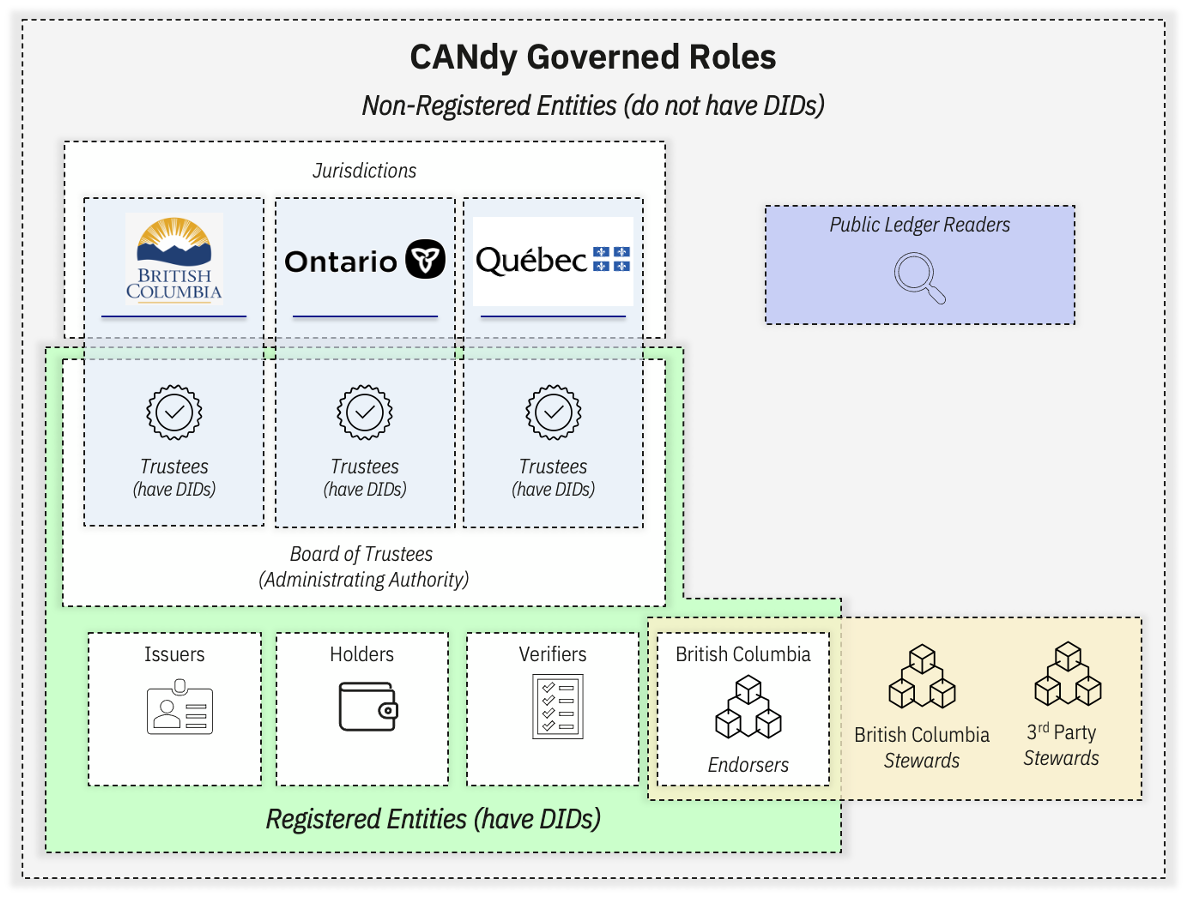 CANdy Governed Roles
Non-Registered Entities (do not have DIDs)
Jurisdictions
BRITISH
COLUMBIA
Ontario
Québec
Public Ledger Readers
Trustees
(have DIDs)
Trustees
(have DIDs)
Trustees
(have DIDs)
Board of Trustees
(Administrating Authority)
Issuers
Holders
Verifiers
British Columbia
Endorsers
British Columbia
Stewards
3rd Party
Stewards
Registered Entities (have DIDs)